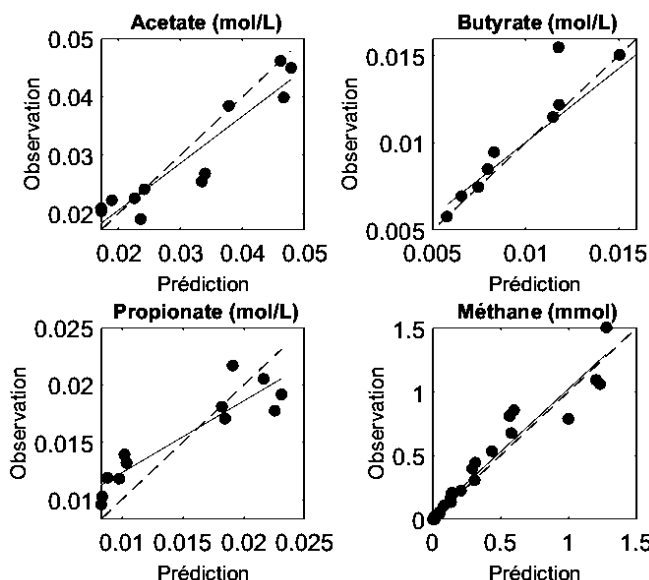 Acetate (mol/L)
0.05
0.04
0.03
0.02
Observation
0.02 0.03 0.04 0.05
Prédiction
Butyrate (mol/L)
0.015
0.01
0.005
Observation
0.005 0.01 0.015
Prédiction
Propionate (mol/L)
0.025
0.02
0.015
0.01
Observation
0.01 0.015 0.02 0.025
Prédiction
Méthane (mmol)
1.5
1
0.5
0
Observation
0 0.5 1 1.5
Prédiction